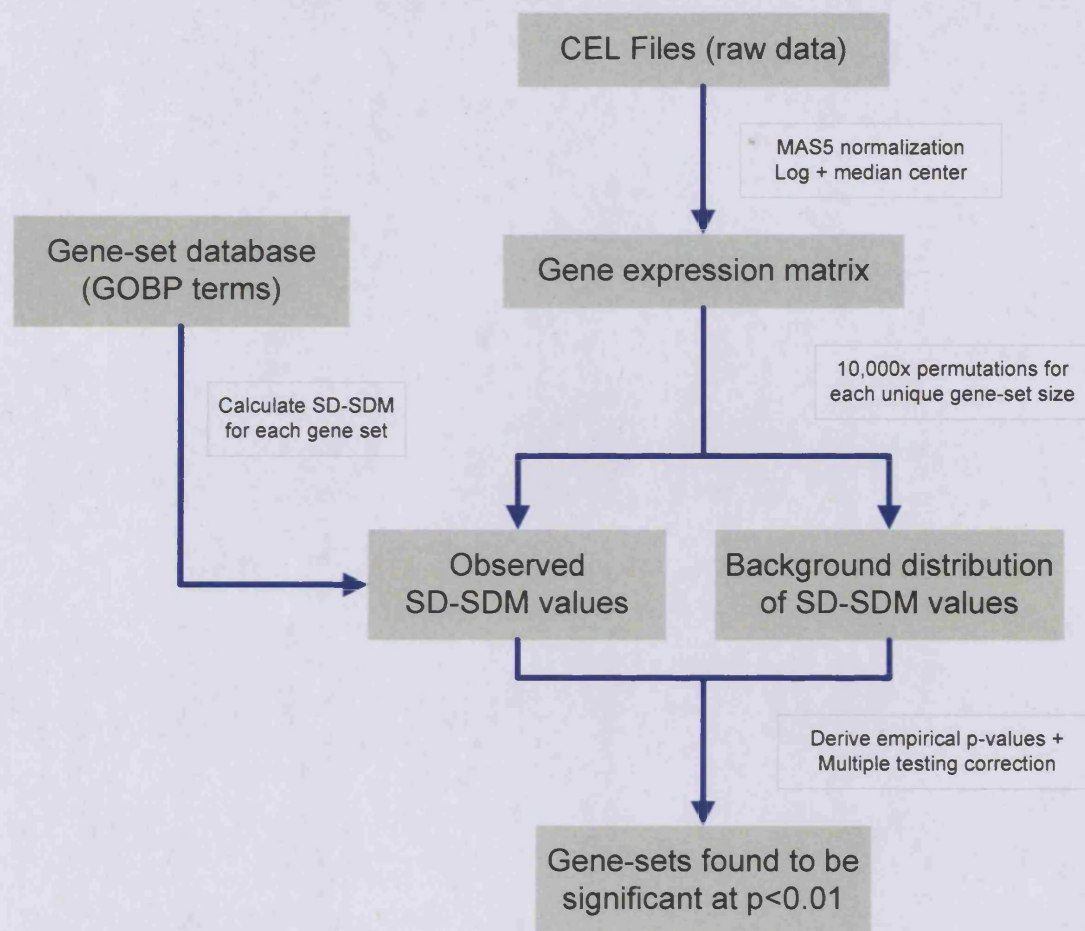 CEL Files (raw data)
MAS5 normalization
Log + median center
Gene-set database
(GOBP terms)
Gene expression matrix
10,000x permutations for
each unique gene-set size
Calculate SD-SDM
for each gene set
Observed
SD-SDM values
Background distribution
of SD-SDM values
Derive empirical p-values +
Multiple testing correction
Gene-sets found to be
significant at p<0.01